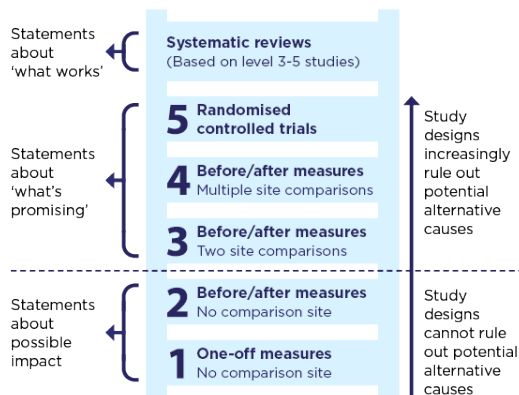 Statements
about
‘what works’
Systematic reviews
(Based on level 3-5 studies)
Statements
about
‘what’s
promising’
5 Randomised
controlled trials
4 Before/after measures
Multiple site comparisons
3 Before/after measures
Two site comparisons
Study
designs
increasingly
rule out
potential
alternative
causes
Statements
about
possible
impact
2 Before/after measures
No comparison site
1 One-off measures
No comparison site
Study
designs
cannot rule
out potential
alternative
causes